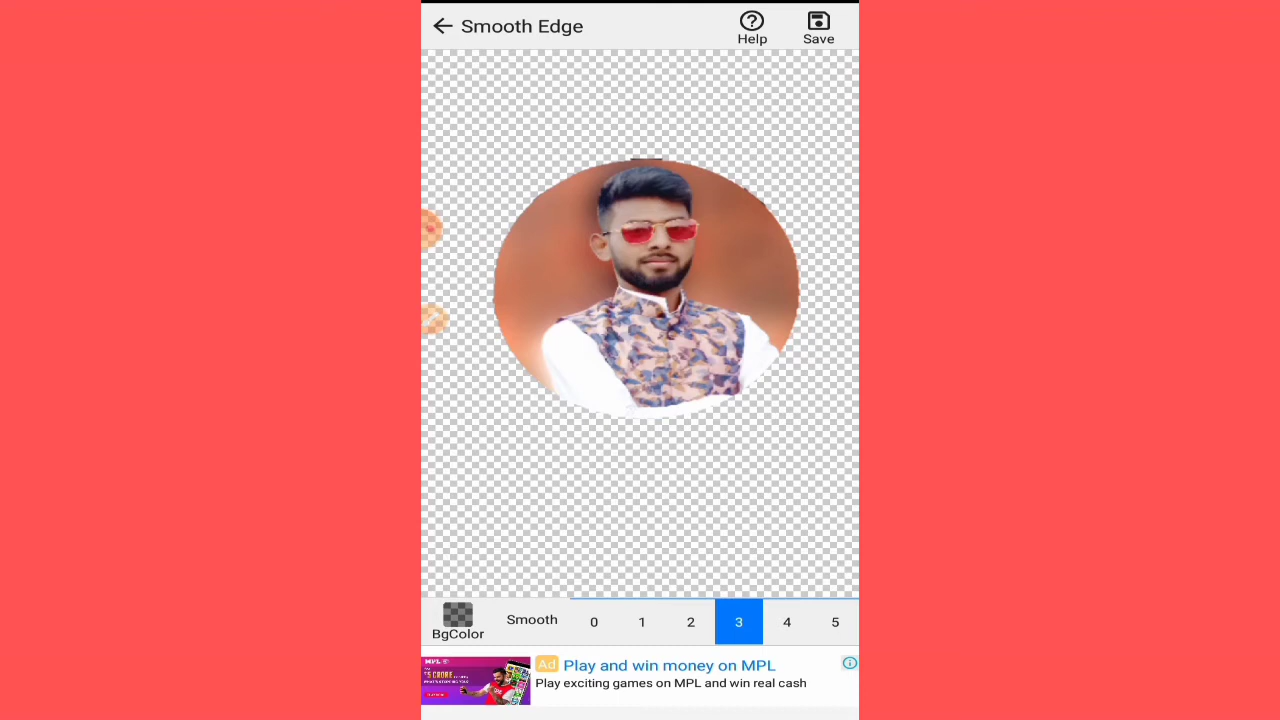 Smooth Edge
Help
Save
BgColor
Smooth
0
1
2
3
4
5
MPL
Ad
Play and win money on MPL
Play exciting games on MPL and win real cash